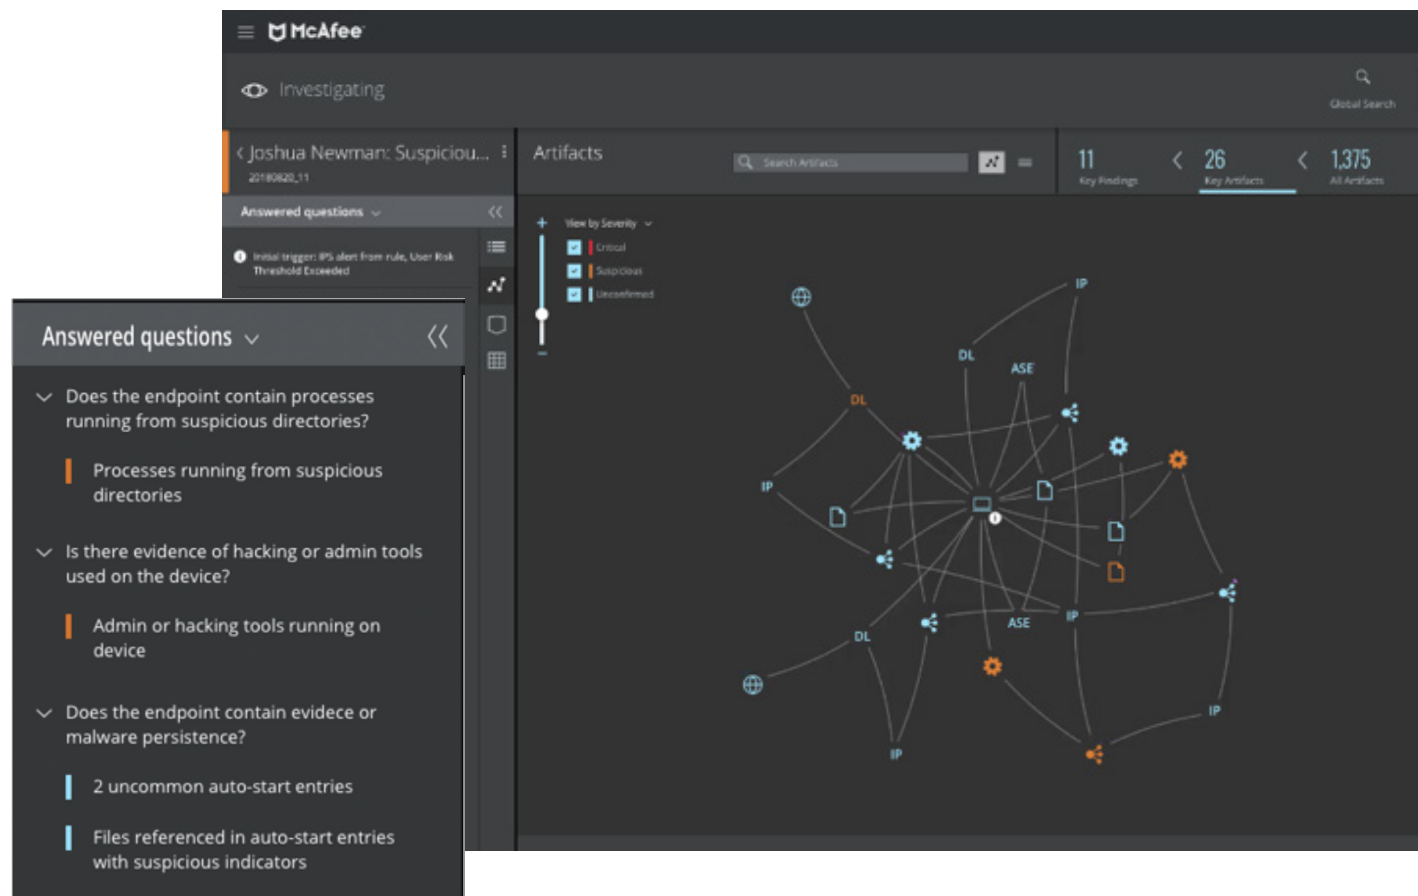 McAfee
Investigating
Global Search
Joshua Newman: Suspiciou...
20180820_11
Artifacts
Search Artifacts
11
Key Findings
26
Key Artifacts
1,375
All Artifacts
Answered questions
Initial trigger: IPS alert from rule, User Risk
Threshold Exceeded
View by Severity
Critical
Suspicious
Unconfirmed
IP
DL
ASE
DL
IP
IP
ASE
DL
IP
IP
Answered questions
Does the endpoint contain processes
running from suspicious directories?
Processes running from suspicious
directories
Is there evidence of hacking or admin tools
used on the device?
Admin or hacking tools running on
device
Does the endpoint contain evidece or
malware persistence?
2 uncommon auto-start entries
Files referenced in auto-start entries
with suspicious indicators